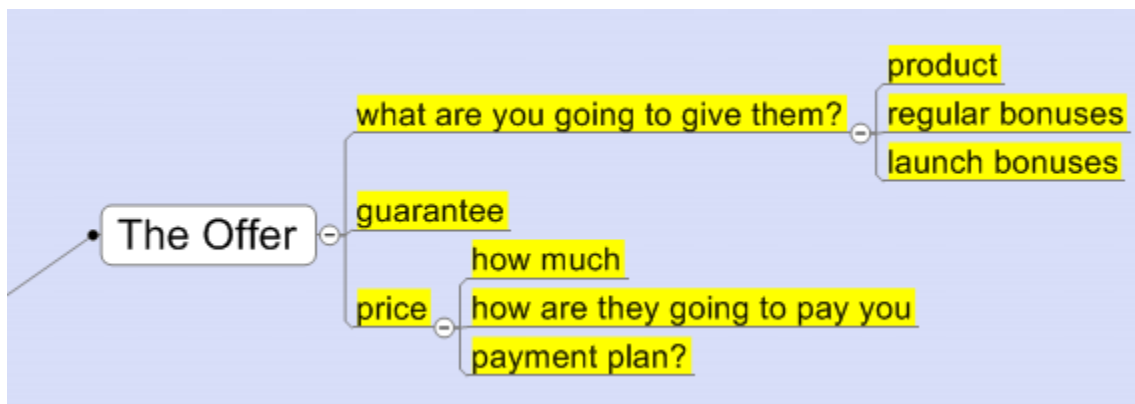 The Offer
what are you going to give them?
product
regular bonuses
launch bonuses
guarantee
price
how much
how are they going to pay you
payment plan?